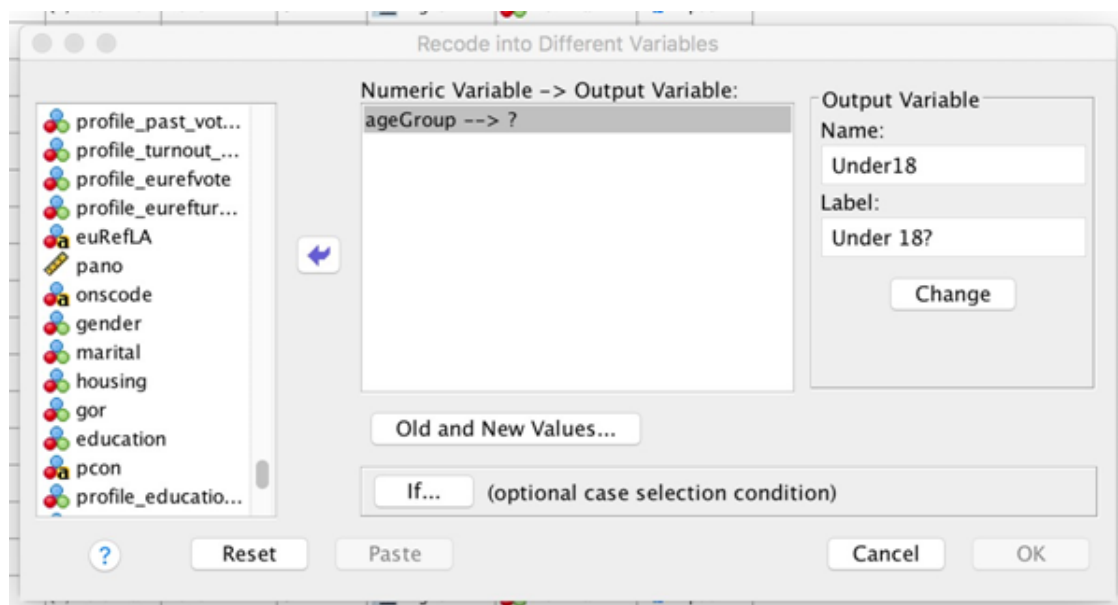 Recode into Different Variables
profile_past_vot...
profile_turnout_...
profile_eurefvote
profile_eureftur...
euRefLA
pano
onscode
gender
marital
housing
gor
education
pcon
profile_educatio...
Numeric Variable -> Output Variable:
ageGroup --> ?
Old and New Values...
If... (optional case selection condition)
Output Variable
Name:
Under18
Label:
Under 18?
Change
? Reset Paste Cancel OK